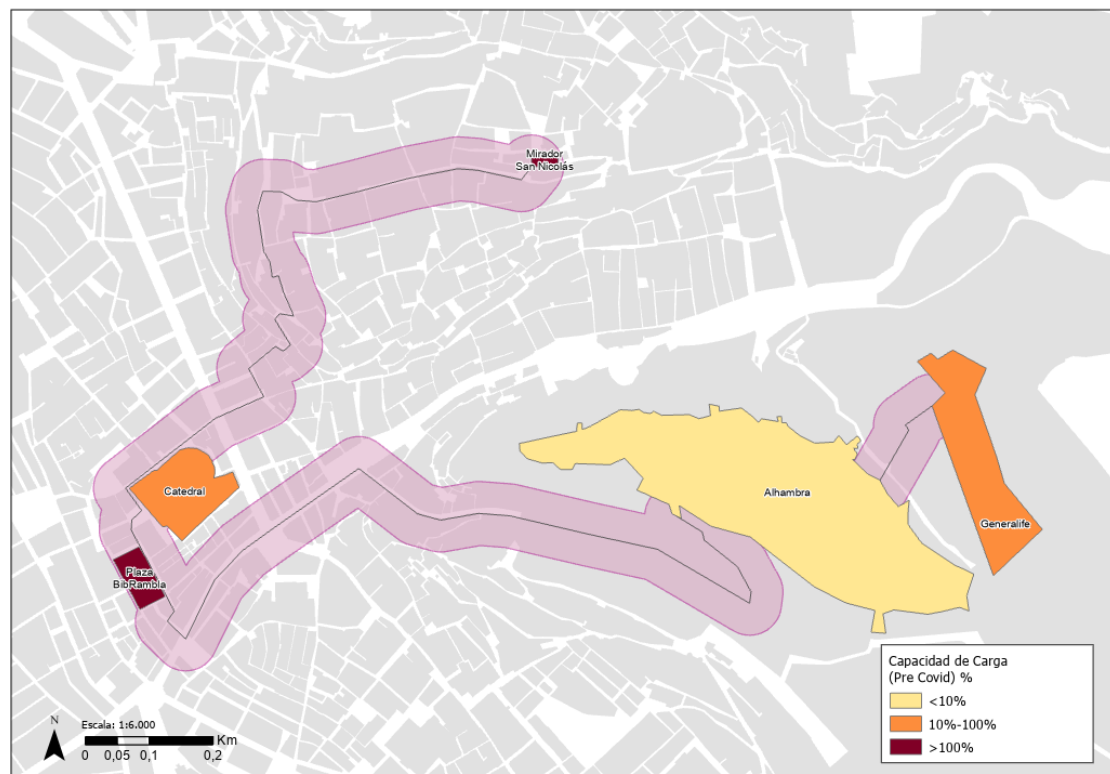 Mirador
San Nicolás
Catedral
Alhambra
Plaza
BibRambla
Generalife
N
Escala: 1:6.000
Km
0 0,05 0,1 0,2
Capacidad de Carga
(Pre Covid) %
<10%
10%-100%
>100%